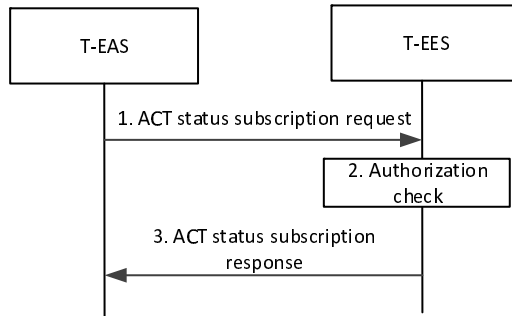 T-EAS
T-EES
1. ACT status subscription request
2. Authorization
check
3. ACT status subscription
response